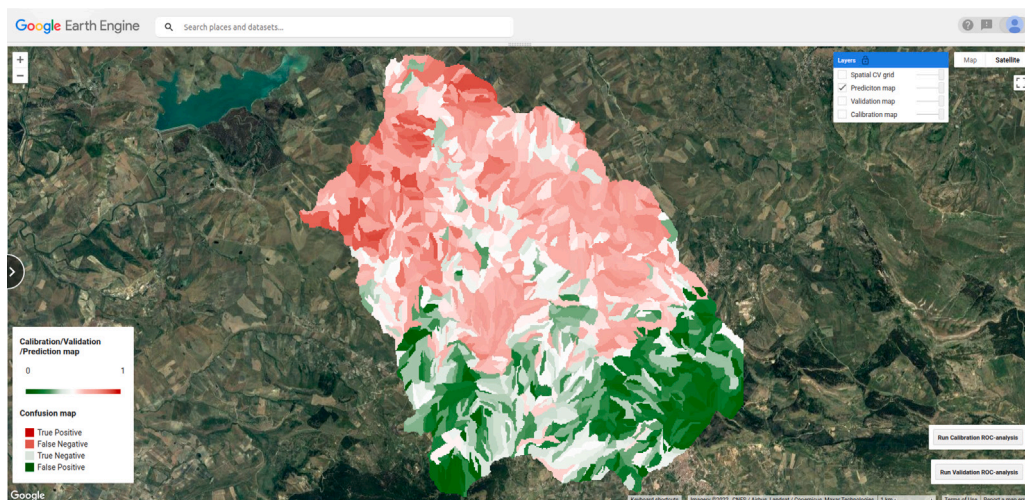 Google Earth Engine
Search places and datasets...
Layers
Map
Satellite
Spatial CV grid
Prediciton map
Validation map
Calibration map
Calibration/Validation
/Prediction map
0 1
Confusion map
True Positive
False Negative
True Negative
False Positive
Run Calibration ROC-analysis
Run Validation ROC-analysis
Google